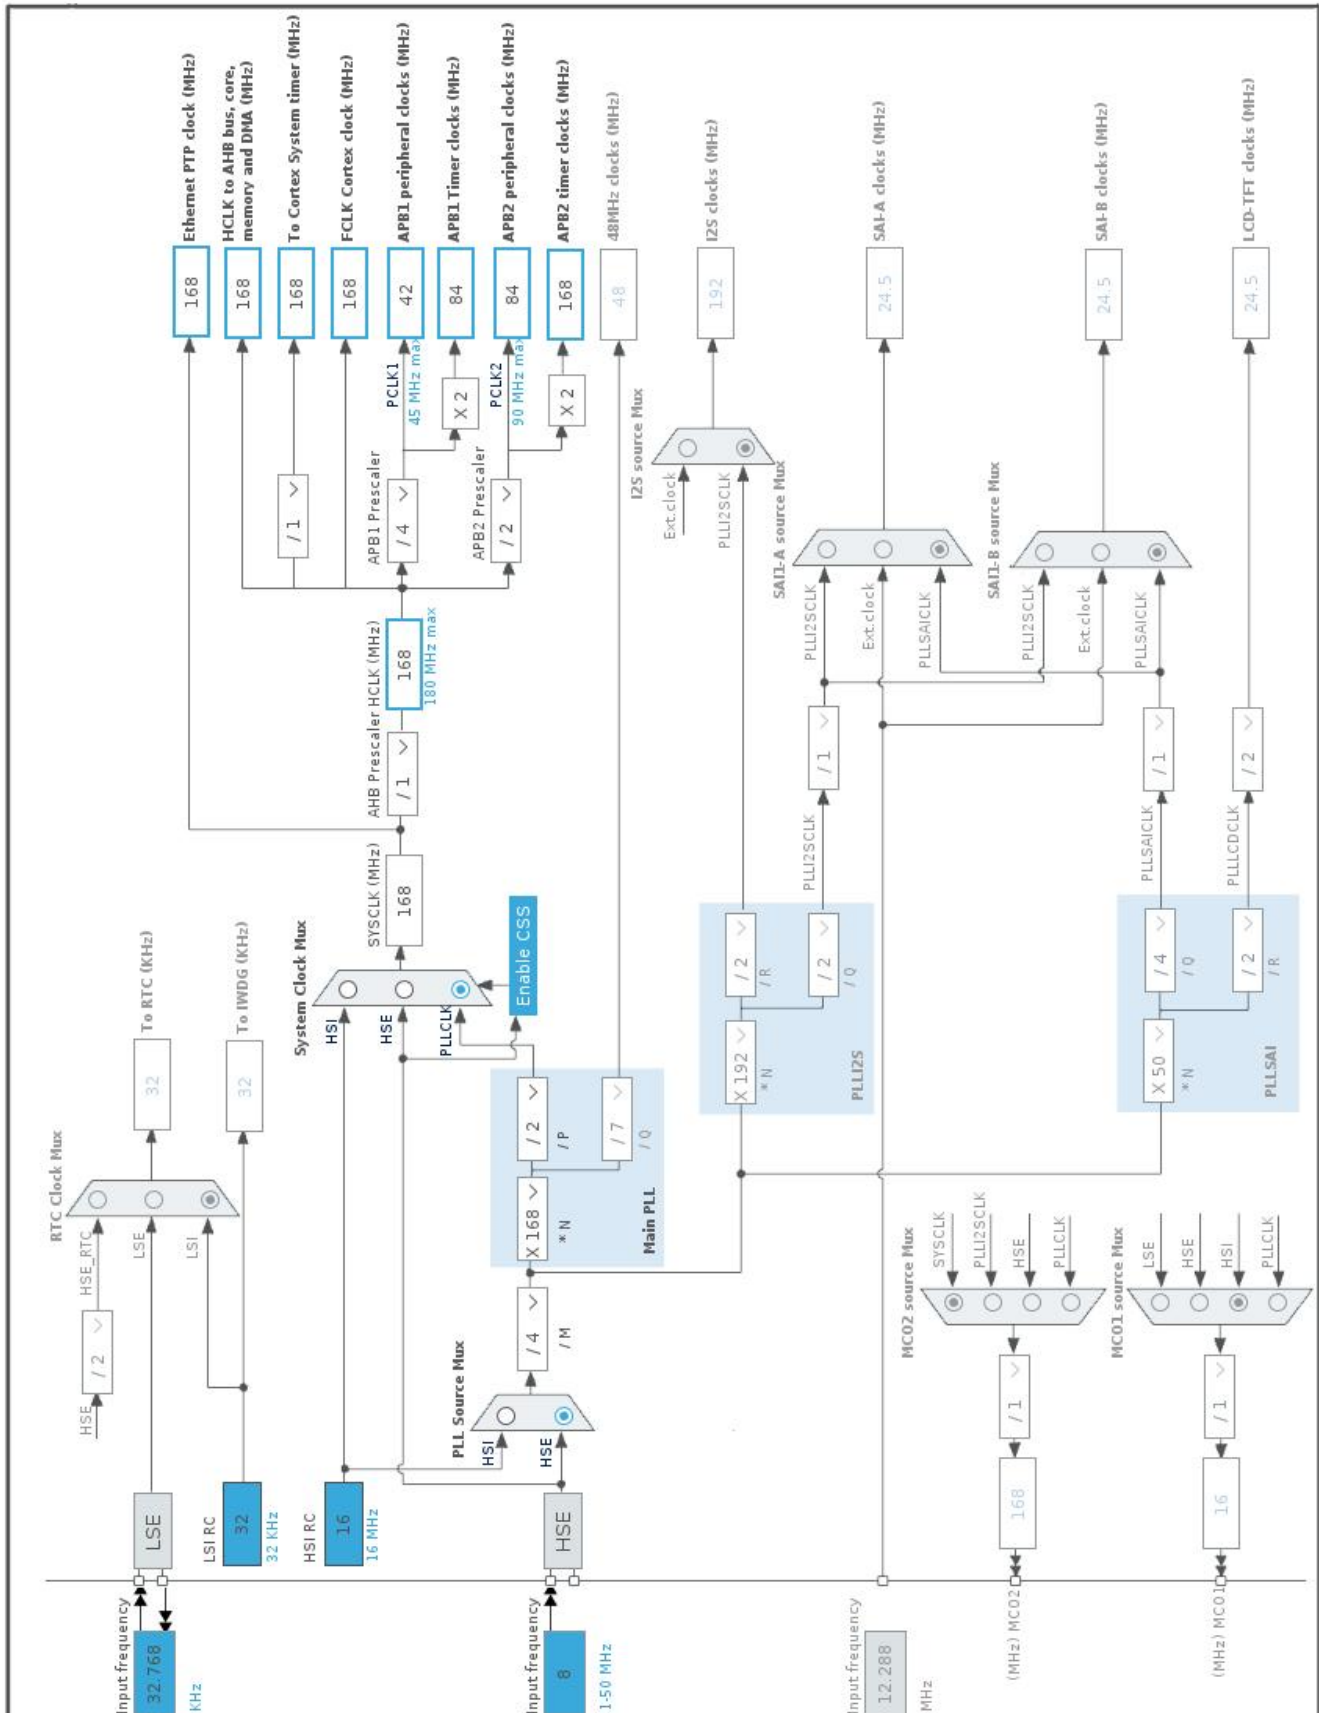 Input frequency
32.768
KHz
LSE
LSI RC
32
32 KHz
HSI RC
16
16 MHz
Input frequency
8
1-50 MHz
HSE
Input frequency
12.288
MHz
HSE
/ 2
HSE_RTC
LSE
LSI
RTC Clock Mux
32
To RTC (KHz)
32
To IWDG (KHz)
PLL Source Mux
HSI
HSE
/ 4
/ M
X 168
* N
/ 2
/ P
/ 7
/ Q
Main PLL
System Clock Mux
HSI
HSE
PLLCLK
Enable CSS
SYSCLK (MHz)
168
AHB Prescaler
/ 1
HCLK (MHz)
168
180 MHz max
/ 1
APB1 Prescaler
/ 4
PCLK1
45 MHz max
X 2
APB2 Prescaler
/ 2
PCLK2
90 MHz max
X 2
168
Ethernet PTP clock (MHz)
168
HCLK to AHB bus, core,
memory and DMA (MHz)
168
To Cortex System timer (MHz)
168
FCLK Cortex clock (MHz)
42
APB1 peripheral clocks (MHz)
84
APB1 Timer clocks (MHz)
84
APB2 peripheral clocks (MHz)
168
APB2 timer clocks (MHz)
48
48MHz clocks (MHz)
X 192
* N
/ 2
/ R
/ 2
/ Q
PLLI2S
PLLI2SCLK
/ 1
I2S source Mux
Ext.clock
PLLI2SCLK
192
I2S clocks (MHz)
SAI1-A source Mux
PLLI2SCLK
Ext.clock
PLLSAICLK
24.5
SAI-A clocks (MHz)
SAI1-B source Mux
PLLI2SCLK
Ext.clock
PLLSAICLK
24.5
SAI-B clocks (MHz)
X 50
* N
/ 4
/ Q
/ 2
/ R
PLLSAI
PLLSAICLK
/ 1
PLLLCDCLK
/ 2
24.5
LCD-TFT clocks (MHz)
MCO2 source Mux
SYSCLK
PLLI2SCLK
HSE
PLLCLK
/ 1
168
(MHz) MCO2
MCO1 source Mux
LSE
HSE
HSI
PLLCLK
/ 1
16
(MHz) MCO1